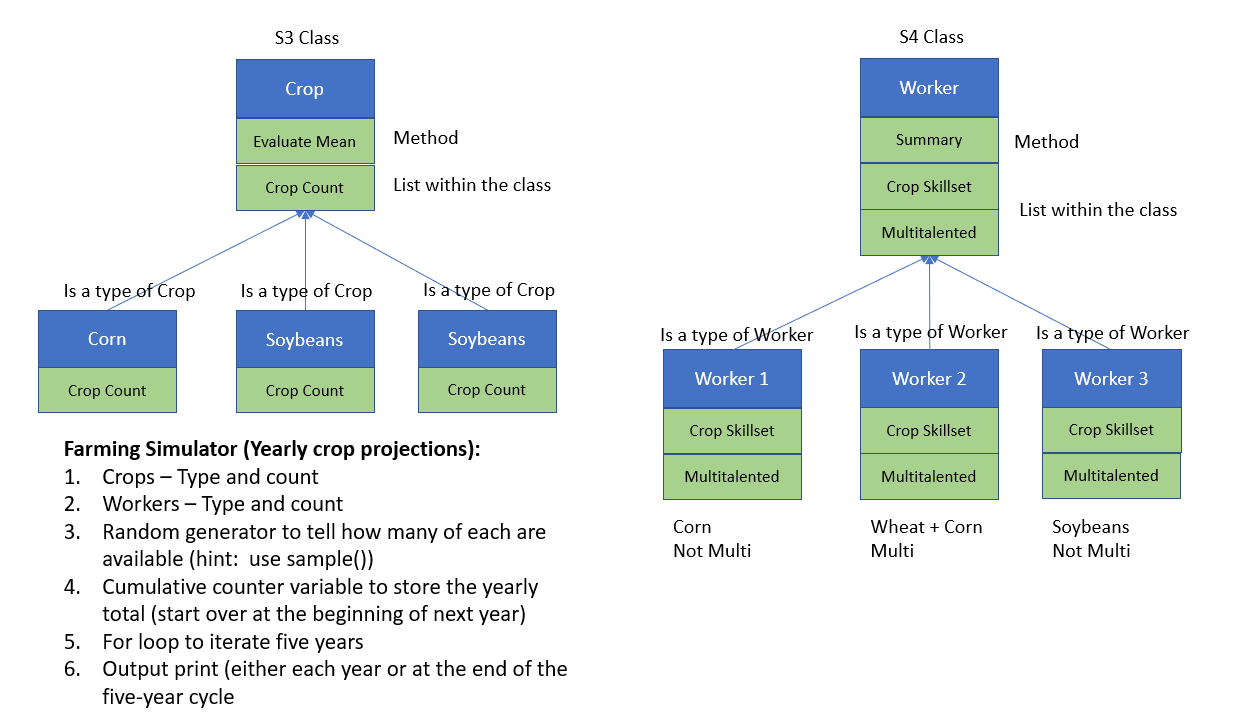 S3 Class
Crop
Evaluate Mean
Method
Crop Count
List within the class
Is a type of Crop
Is a type of Crop
Is a type of Crop
Corn
Soybeans
Soybeans
Crop Count
Crop Count
Crop Count
Farming Simulator (Yearly crop projections):
1. Crops – Type and count
2. Workers – Type and count
3. Random generator to tell how many of each are
available (hint:  use sample())
4. Cumulative counter variable to store the yearly
total (start over at the beginning of next year)
5. For loop to iterate five years
6. Output print (either each year or at the end of the
five-year cycle
S4 Class
Worker
Summary
Method
Crop Skillset
List within the class
Multitalented
Is a type of Worker
Is a type of Worker
Is a type of Worker
Worker 1
Worker 2
Worker 3
Crop Skillset
Crop Skillset
Crop Skillset
Multitalented
Multitalented
Multitalented
Corn
Not Multi
Wheat + Corn
Multi
Soybeans
Not Multi